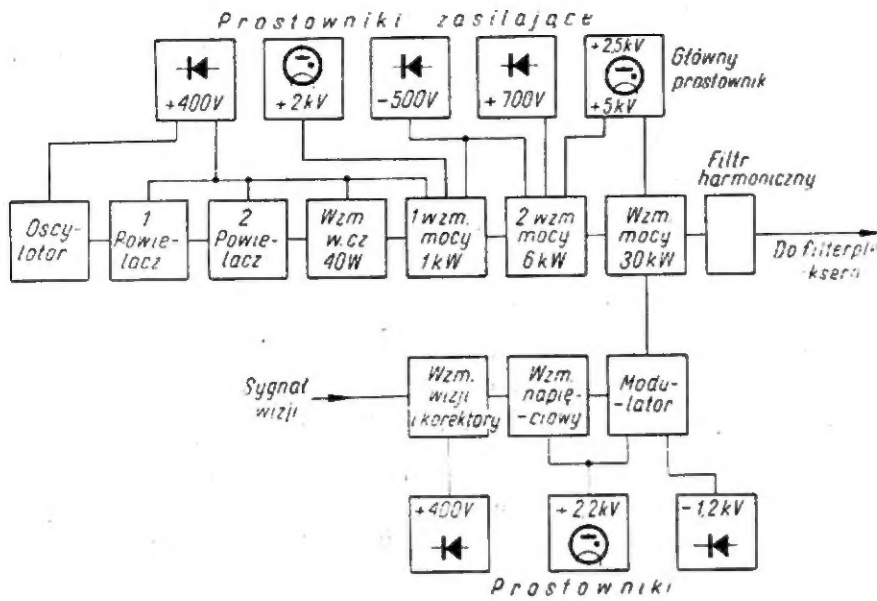 Prostowniki zasilające
+400V
+2kV
-500V
+700V
+2,5kV
+5kV
Główny
prostownik
Filtr
harmoniczny
Oscy-
lator
1
Powie-
lacz
2
Powie-
lacz
Wzm
w.cz
40W
1 wzm.
mocy
1kW
2 wzm
mocy
6kW
Wzm.
mocy
30kW
Do filterple
ksera
Sygnał
wizji
Wzm.
wizji
i korektory
Wzm.
napię-
-ciowy
Modu-
-lator
+400V
+2,2kV
-1,2kV
Prostowniki